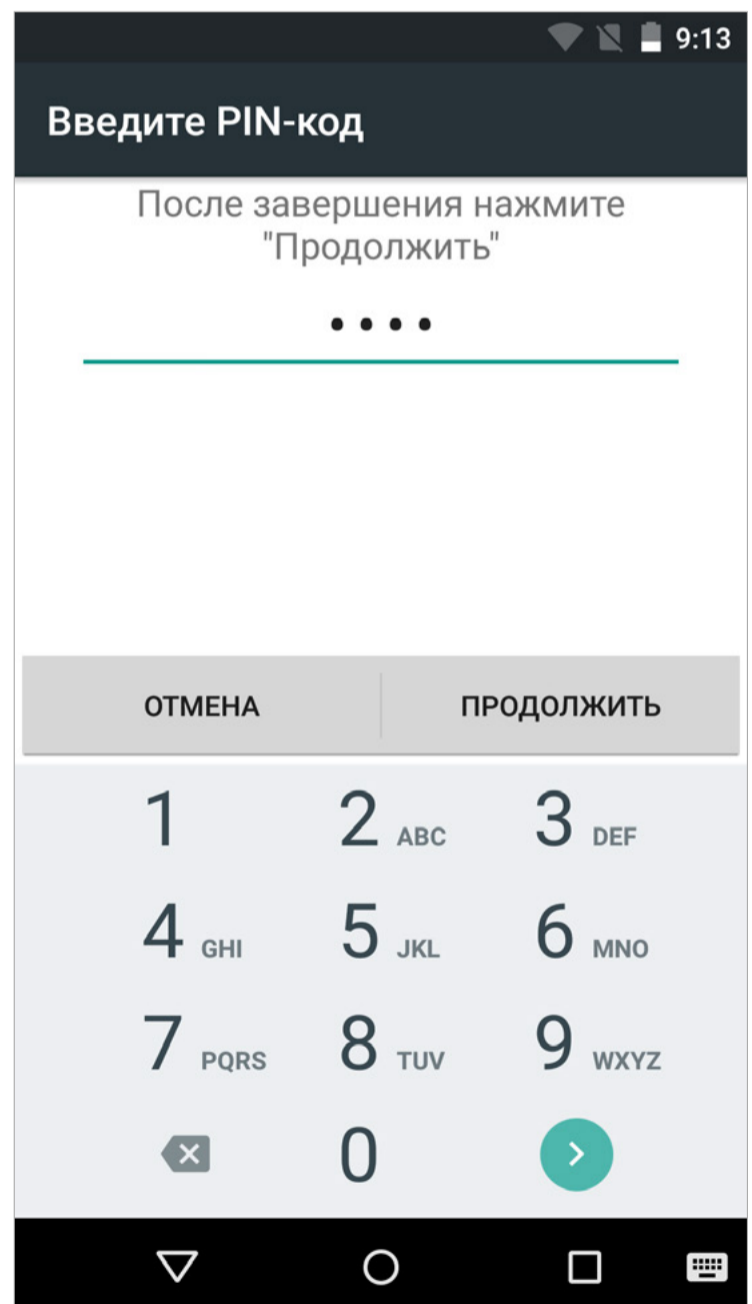 9:13
Введите PIN-код
После завершения нажмите
"Продолжить"
ОТМЕНА ПРОДОЛЖИТЬ
1 2 ABC 3 DEF
4 GHI 5 JKL 6 MNO
7 PQRS 8 TUV 9 WXYZ
0